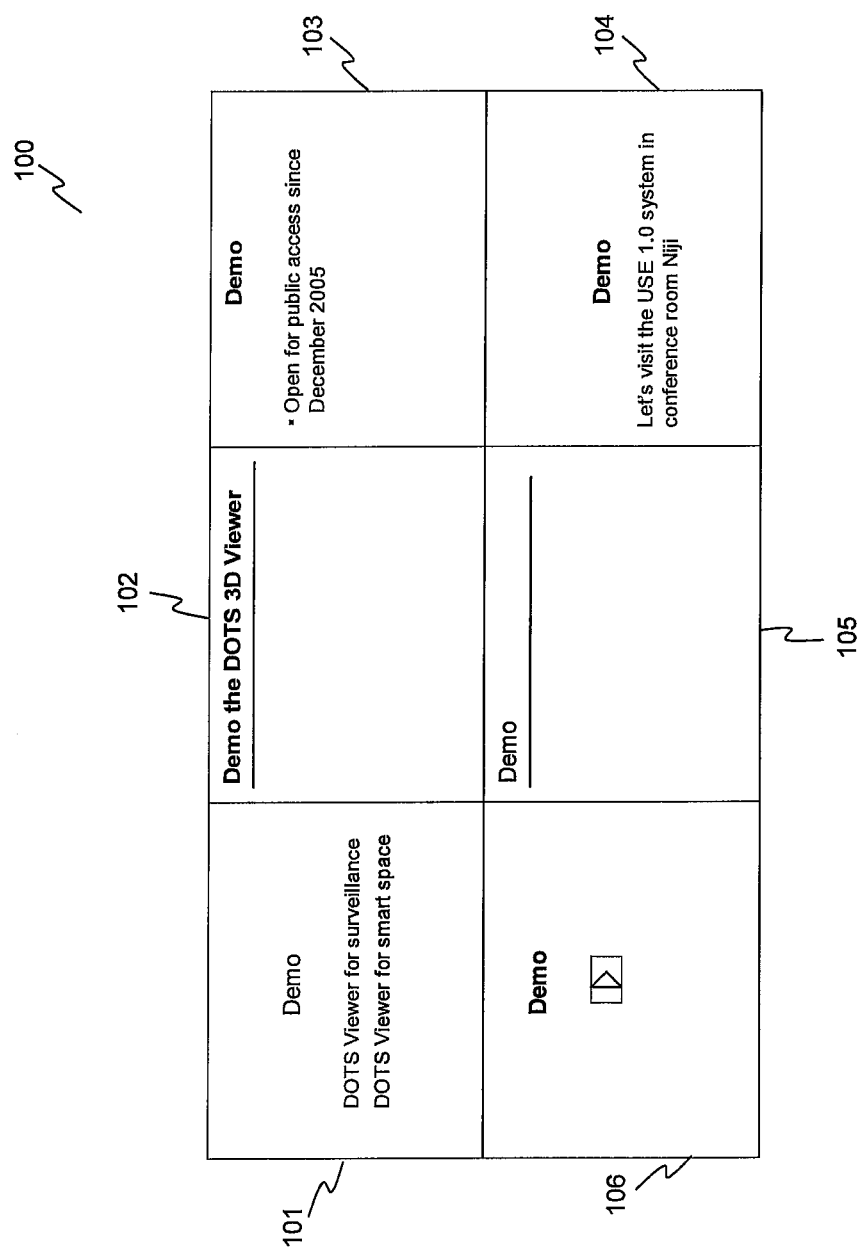 100
102
103
Demo
DOTS Viewer for surveillance
DOTS Viewer for smart space
Demo the DOTS 3D Viewer
Demo
▪ Open for public access since
December 2005
101
Demo
Demo
Demo
Let's visit the USE 1.0 system in
conference room Niji
104
106
105